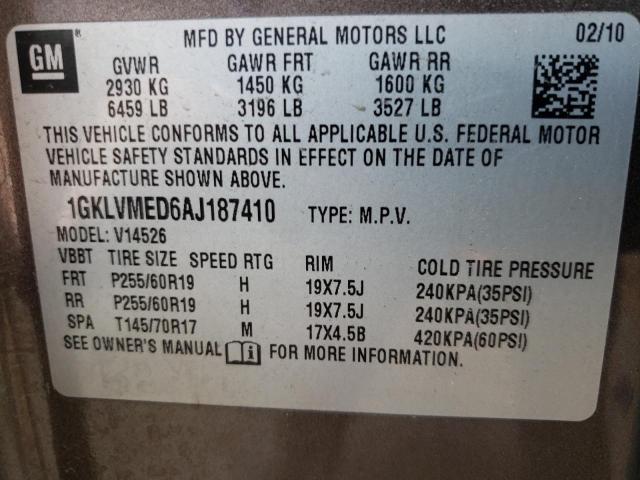 GM
MFD BY GENERAL MOTORS LLC 02/10
GVWR GAWR FRT GAWR RR
2930 KG 1450 KG 1600 KG
6459 LB 3196 LB 3527 LB
THIS VEHICLE CONFORMS TO ALL APPLICABLE U.S. FEDERAL MOTOR
VEHICLE SAFETY STANDARDS IN EFFECT ON THE DATE OF
MANUFACTURE SHOWN ABOVE.
1GKLVMED6AJ187410 TYPE: M.P.V.
MODEL: V14526
VBBT TIRE SIZE SPEED RTG RIM COLD TIRE PRESSURE
FRT P255/60R19 H 19X7.5J 240KPA(35PSI)
RR P255/60R19 H 19X7.5J 240KPA(35PSI)
SPA T145/70R17 M 17X4.5B 420KPA(60PSI)
SEE OWNER'S MANUAL FOR MORE INFORMATION.